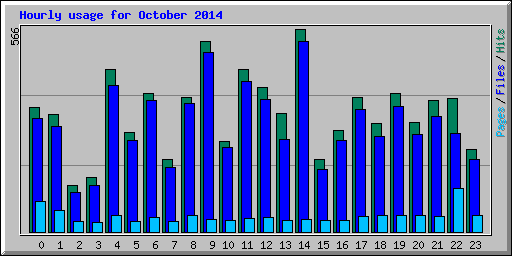 Hourly usage for October 2014
566
Pages / Files / Hits
0 1 2 3 4 5 6 7 8 9 10 11 12 13 14 15 16 17 18 19 20 21 22 23